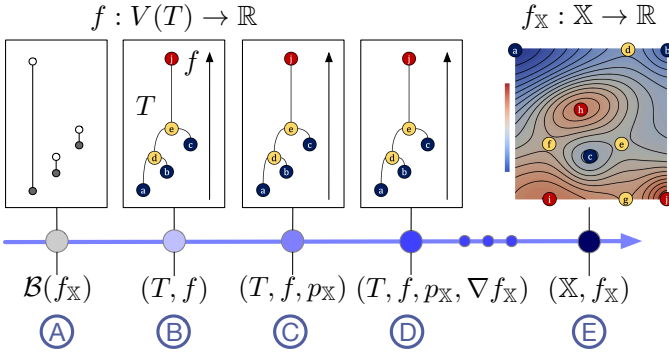 f : V(T) → ℝ
f_𝕏 : 𝕏 → ℝ
j f T e c d b a
j e c d b a
j e c d b a
a d b h f e c i g j
ℬ(f_𝕏) (T, f) (T, f, p_𝕏) (T, f, p_𝕏, ∇f_𝕏) (𝕏, f_𝕏)
A B C D E